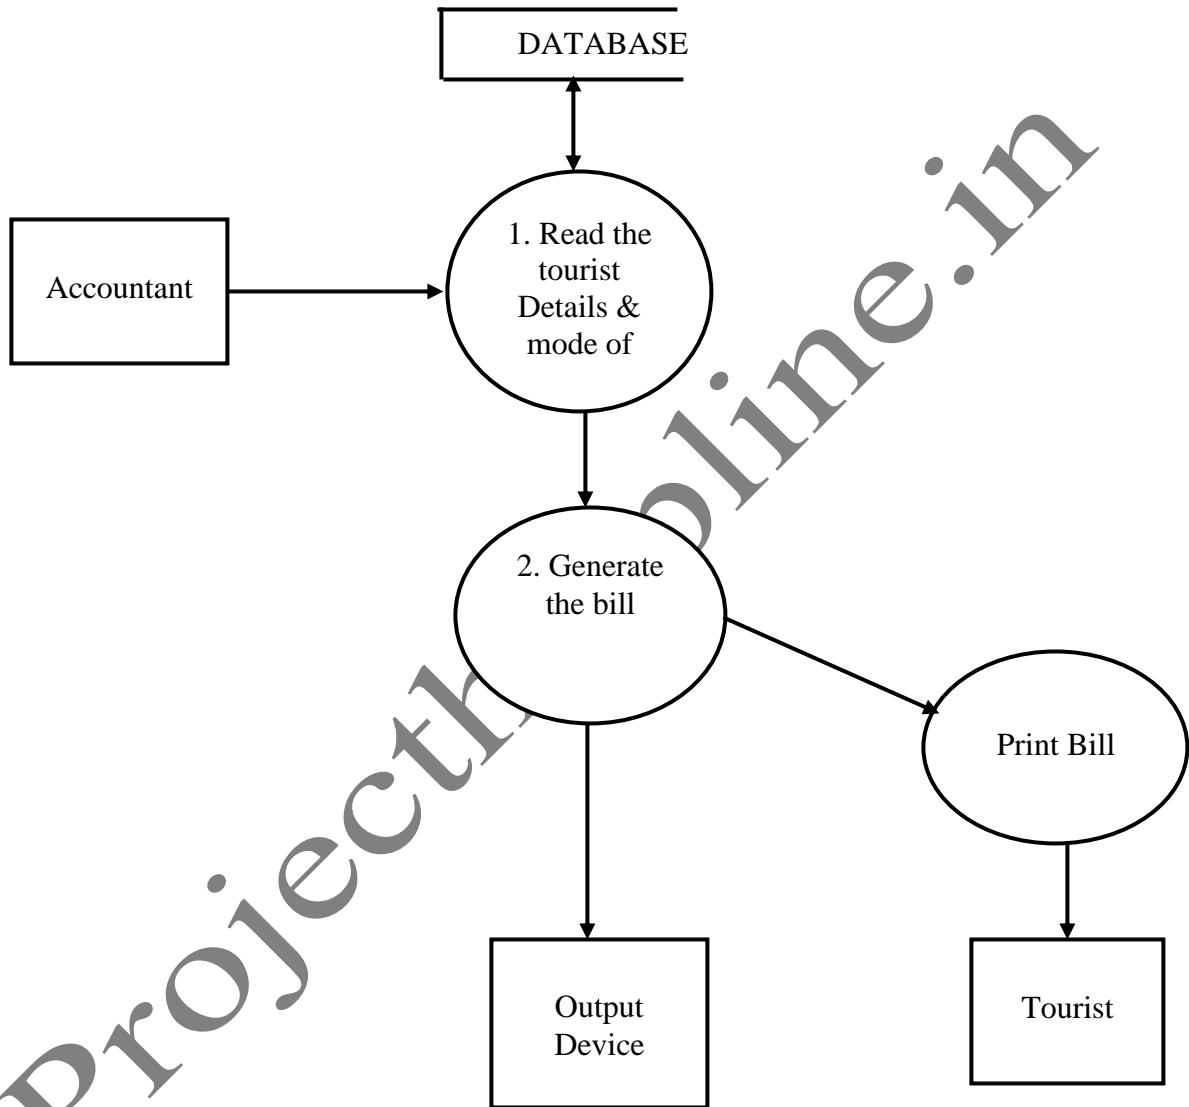 DATABASE
1. Read the
tourist
Details &
mode of
Accountant
2. Generate
the bill
Print Bill
Output
Device
Tourist